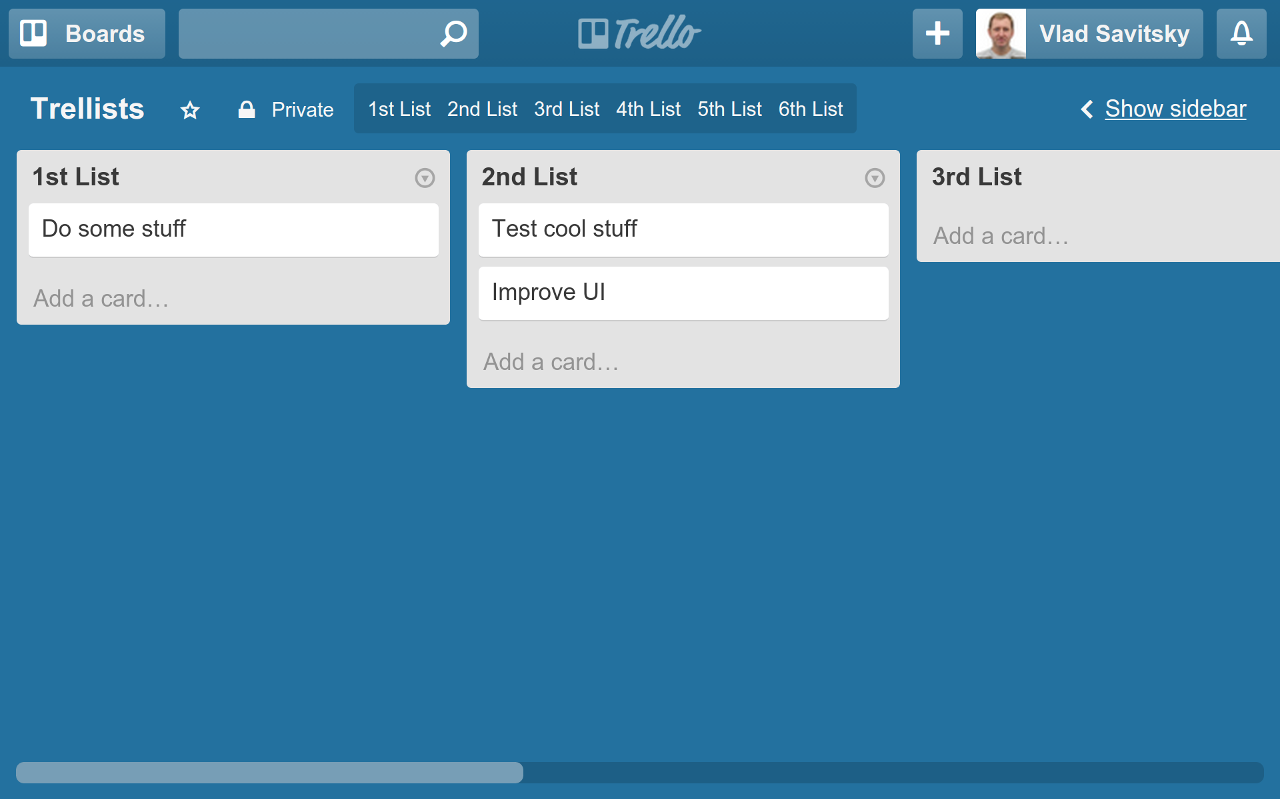 Boards
Trello
Vlad Savitsky
Trellists
Private
1st List 2nd List 3rd List 4th List 5th List 6th List
Show sidebar
1st List
Do some stuff
Add a card…
2nd List
Test cool stuff
Improve UI
Add a card…
3rd List
Add a card…